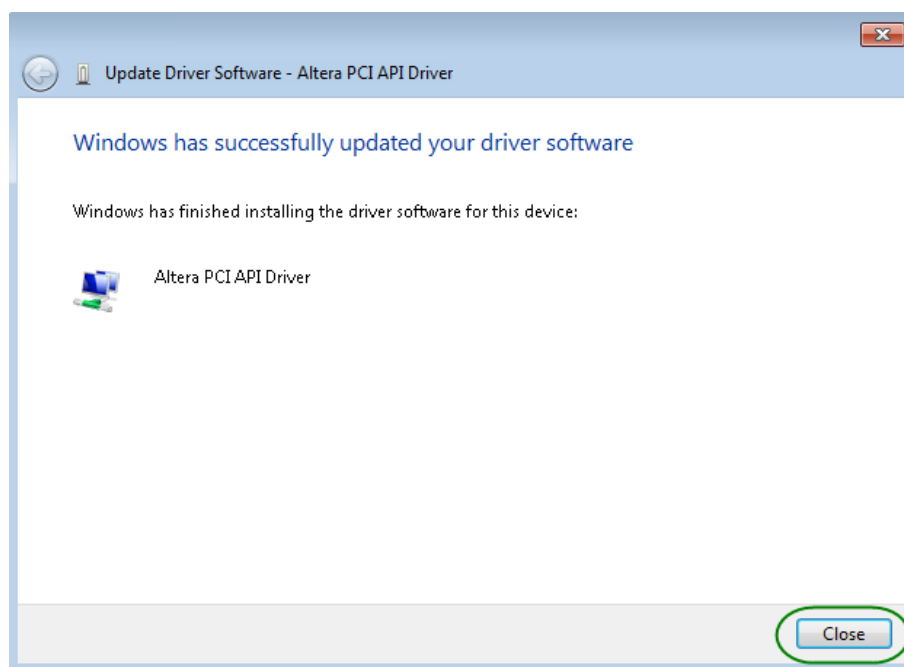 Update Driver Software - Altera PCI API Driver
Windows has successfully updated your driver software
Windows has finished installing the driver software for this device:
Altera PCI API Driver
Close